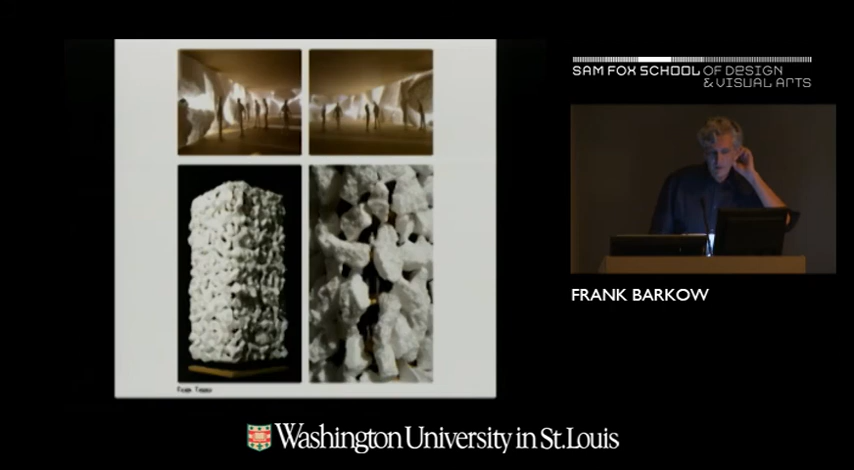 SAM FOX SCHOOL OF DESIGN
& VISUAL ARTS
FRANK BARKOW
Washington University in St.Louis